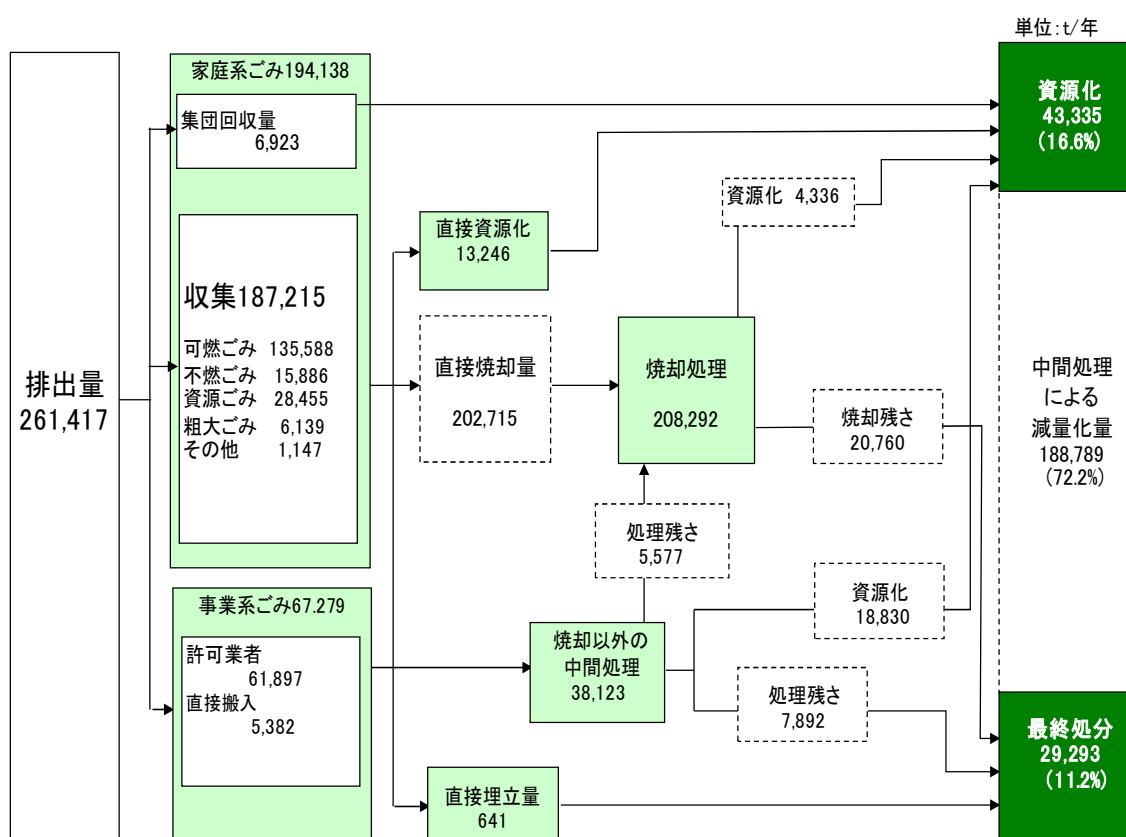 単位:t/年
排出量
261,417
家庭系ごみ194,138
集団回収量
6,923
収集187,215
可燃ごみ 135,588
不燃ごみ 15,886
資源ごみ 28,455
粗大ごみ 6,139
その他 1,147
事業系ごみ67.279
許可業者
61,897
直接搬入
5,382
直接資源化
13,246
直接焼却量
202,715
焼却処理
208,292
資源化 4,336
焼却残さ
20,760
処理残さ
5,577
焼却以外の
中間処理
38,123
資源化
18,830
処理残さ
7,892
直接埋立量
641
資源化
43,335
(16.6%)
中間処理
による
減量化量
188,789
(72.2%)
最終処分
29,293
(11.2%)